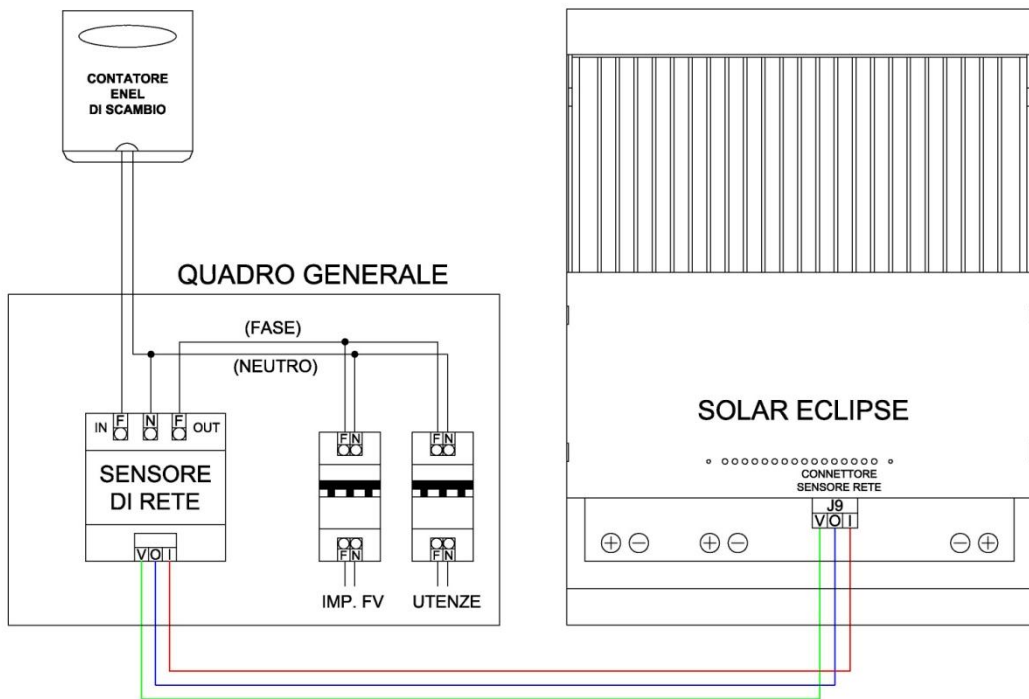 CONTATORE
ENEL
DI SCAMBIO
QUADRO GENERALE
(FASE)
(NEUTRO)
IN F N F OUT
SENSORE
DI RETE
V O I
F N
F N
F N
F N
IMP. FV
UTENZE
SOLAR ECLIPSE
CONNETTORE
SENSORE RETE
J9
V O I